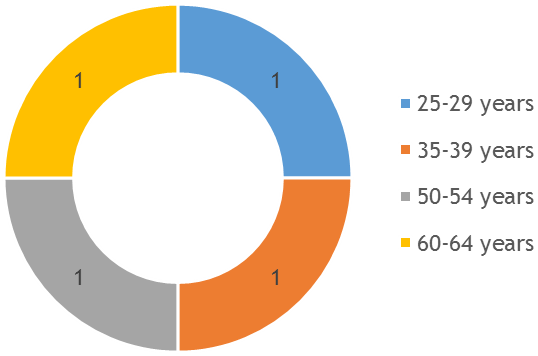 1 1
25-29 years
35-39 years
50-54 years
60-64 years
1 1